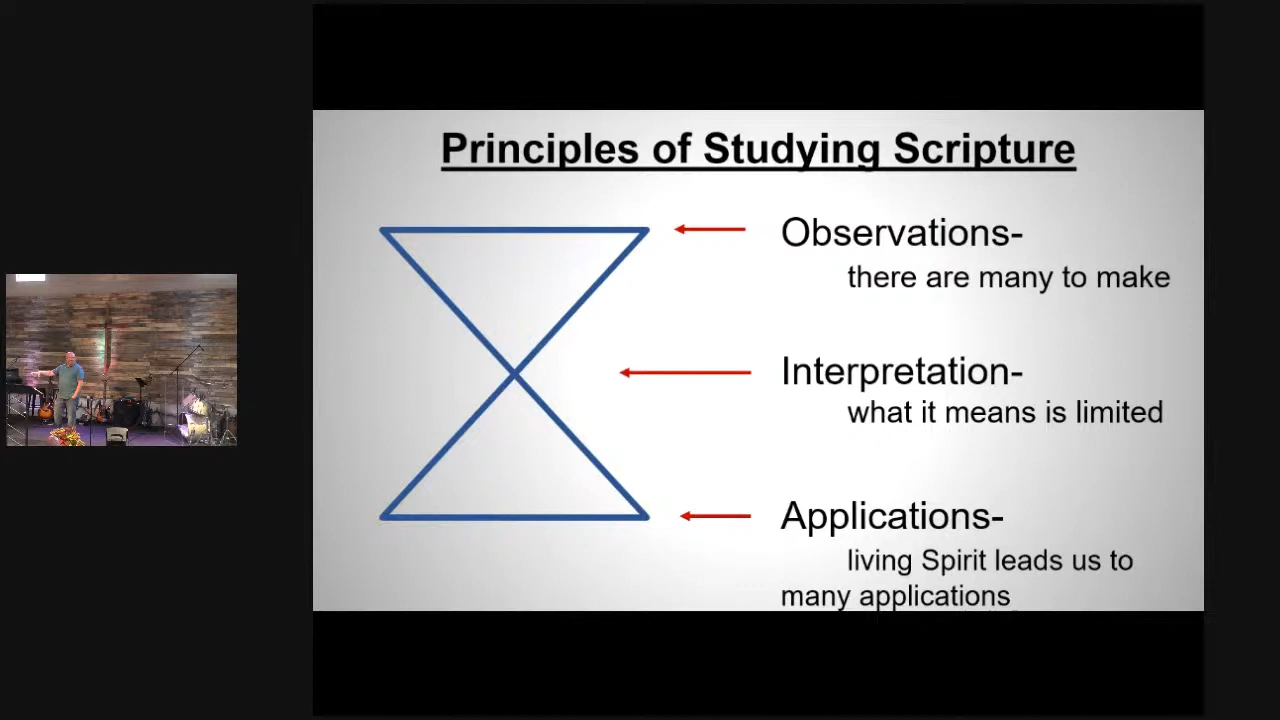 Principles of Studying Scripture
Observations-
there are many to make
Interpretation-
what it means is limited
Applications-
living Spirit leads us to
many applications